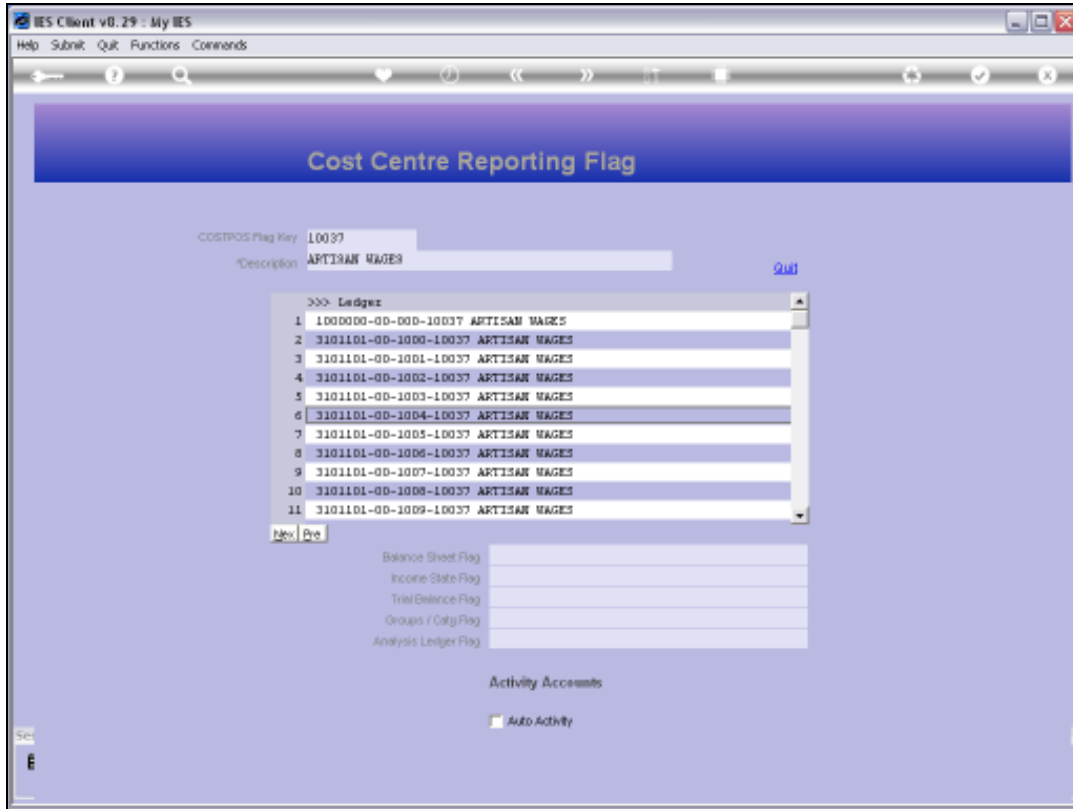 IES Client v8.29 : My IES
Help Submit Quit Functions Commands
Cost Centre Reporting Flag
COSTPOS Flag Key 10037
*Description ARTISAN WAGES
Quit
>>> Ledger
1 1000000-00-000-10037 ARTISAN WAGES
2 3101101-00-1000-10037 ARTISAN WAGES
3 3101101-00-1001-10037 ARTISAN WAGES
4 3101101-00-1002-10037 ARTISAN WAGES
5 3101101-00-1003-10037 ARTISAN WAGES
6 3101101-00-1004-10037 ARTISAN WAGES
7 3101101-00-1005-10037 ARTISAN WAGES
8 3101101-00-1006-10037 ARTISAN WAGES
9 3101101-00-1007-10037 ARTISAN WAGES
10 3101101-00-1008-10037 ARTISAN WAGES
11 3101101-00-1009-10037 ARTISAN WAGES
Nex Pre
Balance Sheet Flag
Income State Flag
Trial Balance Flag
Groups / Catg Flag
Analysis Ledger Flag
Activity Accounts
Auto Activity